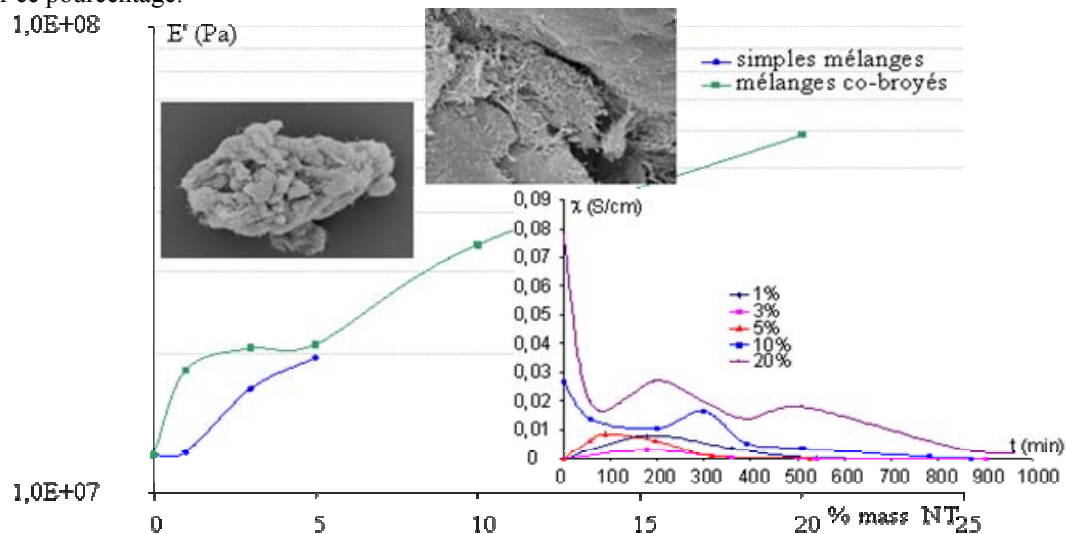 ce pourcentage.
1,0E+08
E' (Pa)
simples mélanges
mélanges co-broyés
0,09
χ (S/cm)
0,08
0,07
0,06
0,05
0,04
0,03
0,02
0,01
0
1%
3%
5%
10%
20%
t (min)
0 100 200 300 400 500 600 700 800 900 1000
1,0E+07
0 5 10 15 20 25
% mass NT